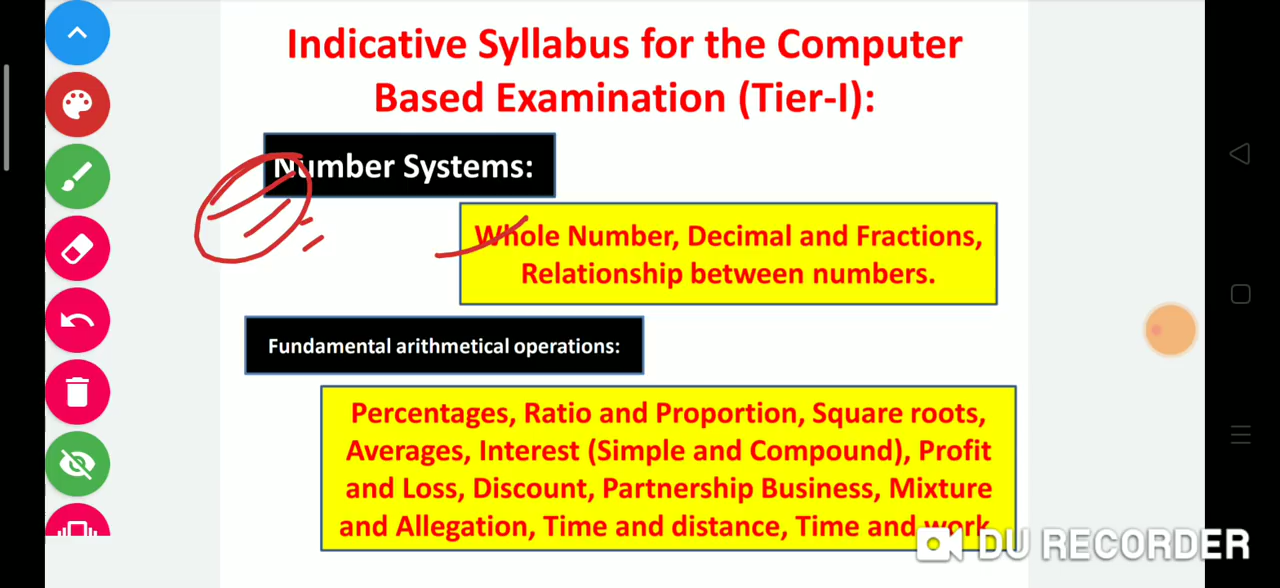 Indicative Syllabus for the Computer
Based Examination (Tier-I):
Number Systems:
Whole Number, Decimal and Fractions,
Relationship between numbers.
Fundamental arithmetical operations:
Percentages, Ratio and Proportion, Square roots,
Averages, Interest (Simple and Compound), Profit
and Loss, Discount, Partnership Business, Mixture
and Allegation, Time and distance, Time and work
DU RECORDER